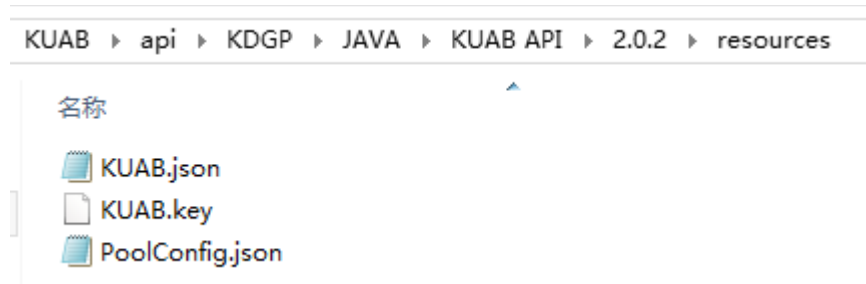 KUAB ▸ api ▸ KDGP ▸ JAVA ▸ KUAB API ▸ 2.0.2 ▸ resources
名称
KUAB.json
KUAB.key
PoolConfig.json